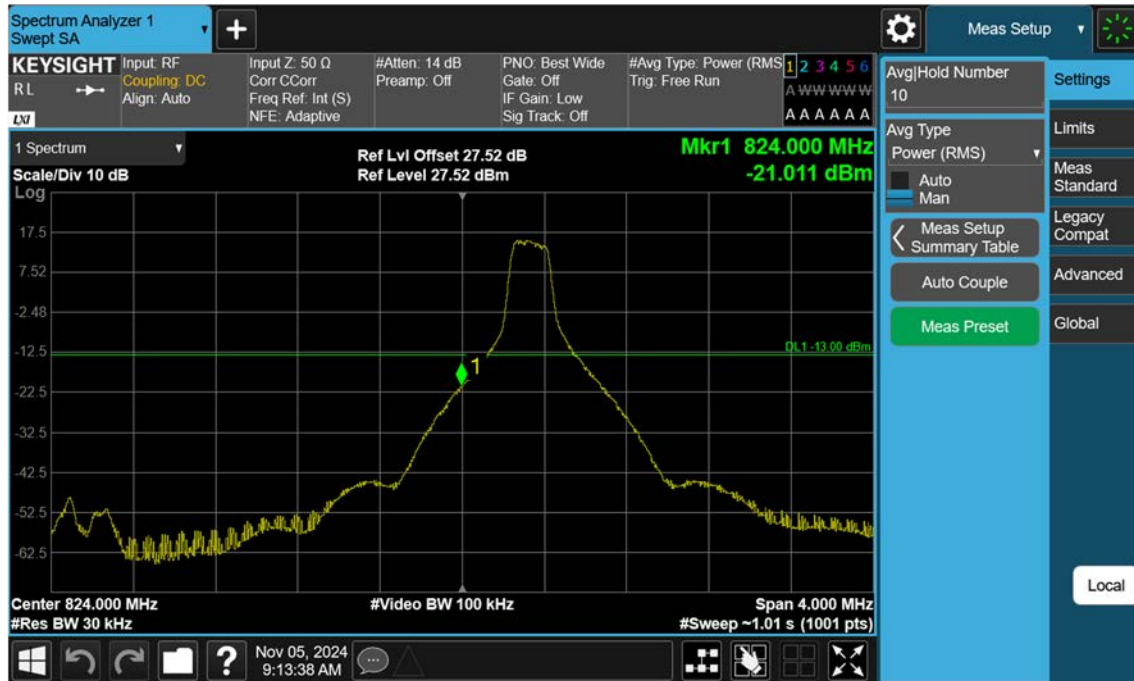 Spectrum Analyzer 1
Swept SA
Meas Setup
KEYSIGHT
RL
LXI
Input: RF
Coupling: DC
Align: Auto
Input Z: 50 Ω
Corr CCorr
Freq Ref: Int (S)
NFE: Adaptive
#Atten: 14 dB
Preamp: Off
PNO: Best Wide
Gate: Off
IF Gain: Low
Sig Track: Off
#Avg Type: Power (RMS
Trig: Free Run
1 2 3 4 5 6
A W W W W W
A A A A A A
1 Spectrum
Scale/Div 10 dB
Log
Ref Lvl Offset 27.52 dB
Ref Level 27.52 dBm
Mkr1 824.000 MHz
-21.011 dBm
17.5
7.52
-2.48
-12.5
-22.5
-32.5
-42.5
-52.5
-62.5
DL1 -13.00 dBm
1
Center 824.000 MHz
#Res BW 30 kHz
#Video BW 100 kHz
Span 4.000 MHz
#Sweep ~1.01 s (1001 pts)
Avg|Hold Number
10
Avg Type
Power (RMS)
Auto
Man
Meas Setup
Summary Table
Auto Couple
Meas Preset
Settings
Limits
Meas
Standard
Legacy
Compat
Advanced
Global
Local
?
Nov 05, 2024
9:13:38 AM